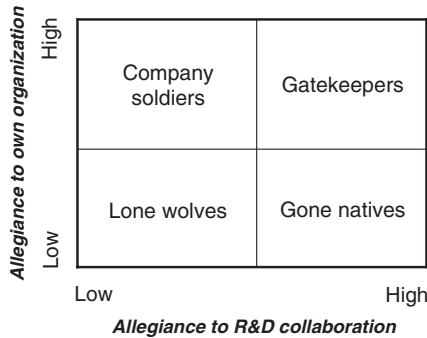 Allegiance to own organization
High
Low
Company
soldiers
Gatekeepers
Lone wolves
Gone natives
Low
High
Allegiance to R&D collaboration